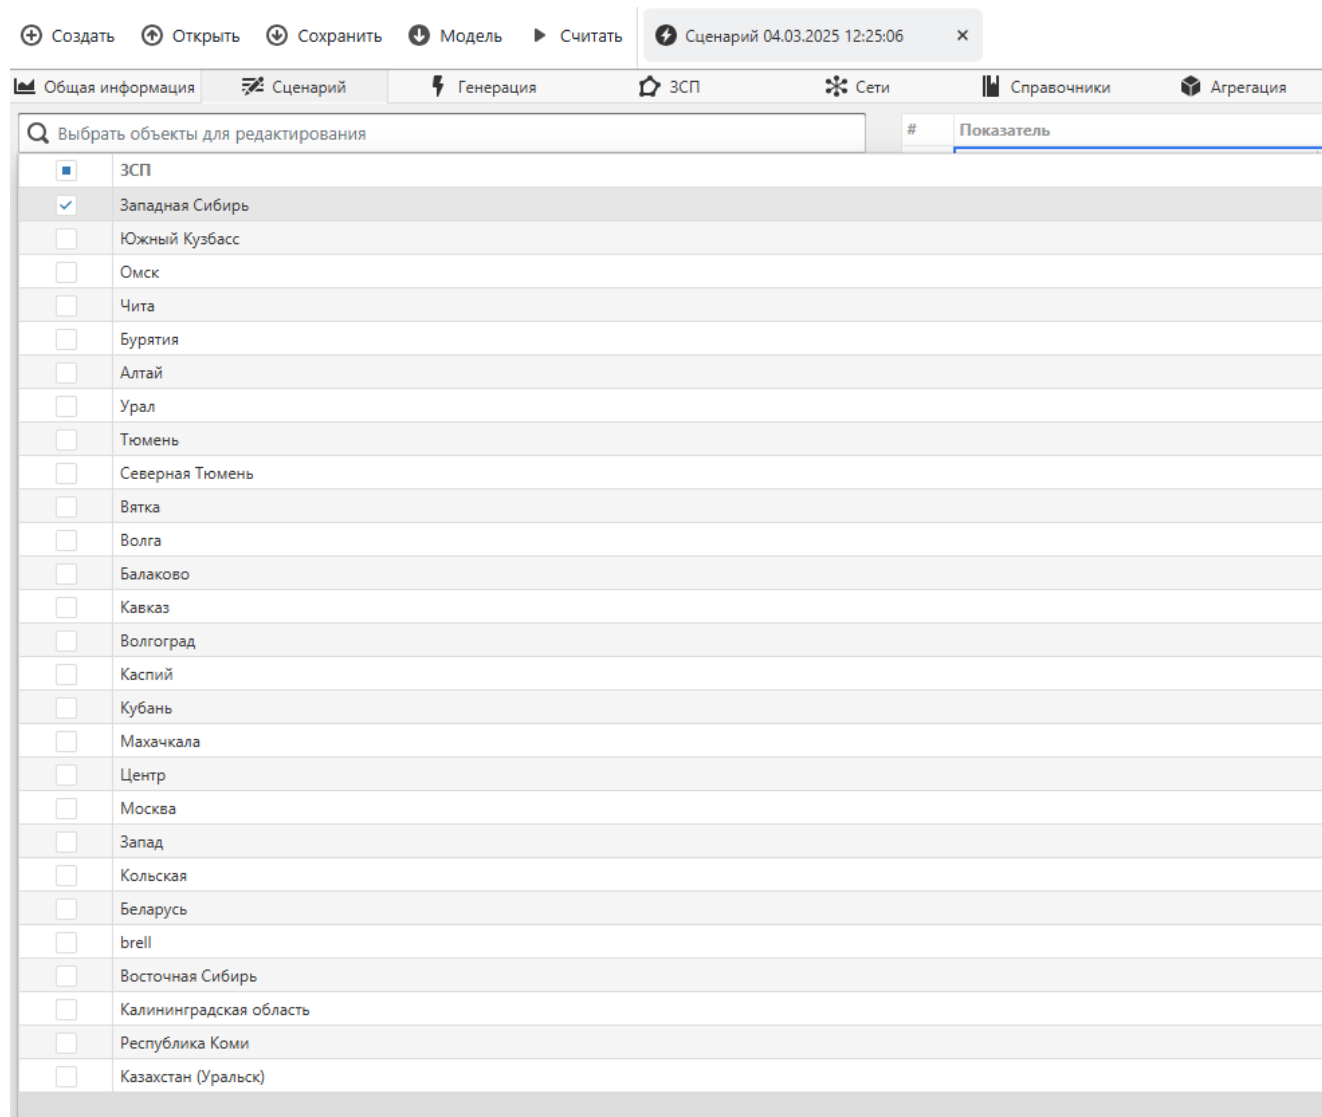 Создать Открыть Сохранить Модель Считать Сценарий 04.03.2025 12:25:06 ×
Общая информация Сценарий Генерация ЗСП Сети Справочники Агрегация
Выбрать объекты для редактирования # Показатель
ЗСП
Западная Сибирь
Южный Кузбасс
Омск
Чита
Бурятия
Алтай
Урал
Тюмень
Северная Тюмень
Вятка
Волга
Балаково
Кавказ
Волгоград
Каспий
Кубань
Махачкала
Центр
Москва
Запад
Кольская
Беларусь
brell
Восточная Сибирь
Калининградская область
Республика Коми
Казахстан (Уральск)